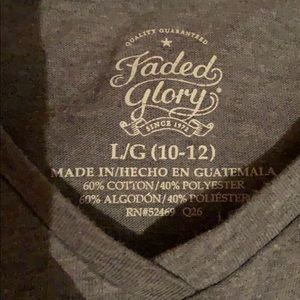 QUALITY GUARANTEED
Faded
Glory
SINCE 1972
L/G (10-12)
MADE IN/HECHO EN GUATEMALA
60% COTTON/40% POLYESTER
60% ALGODÓN/40% POLIÉSTER
RN#52469 Q26